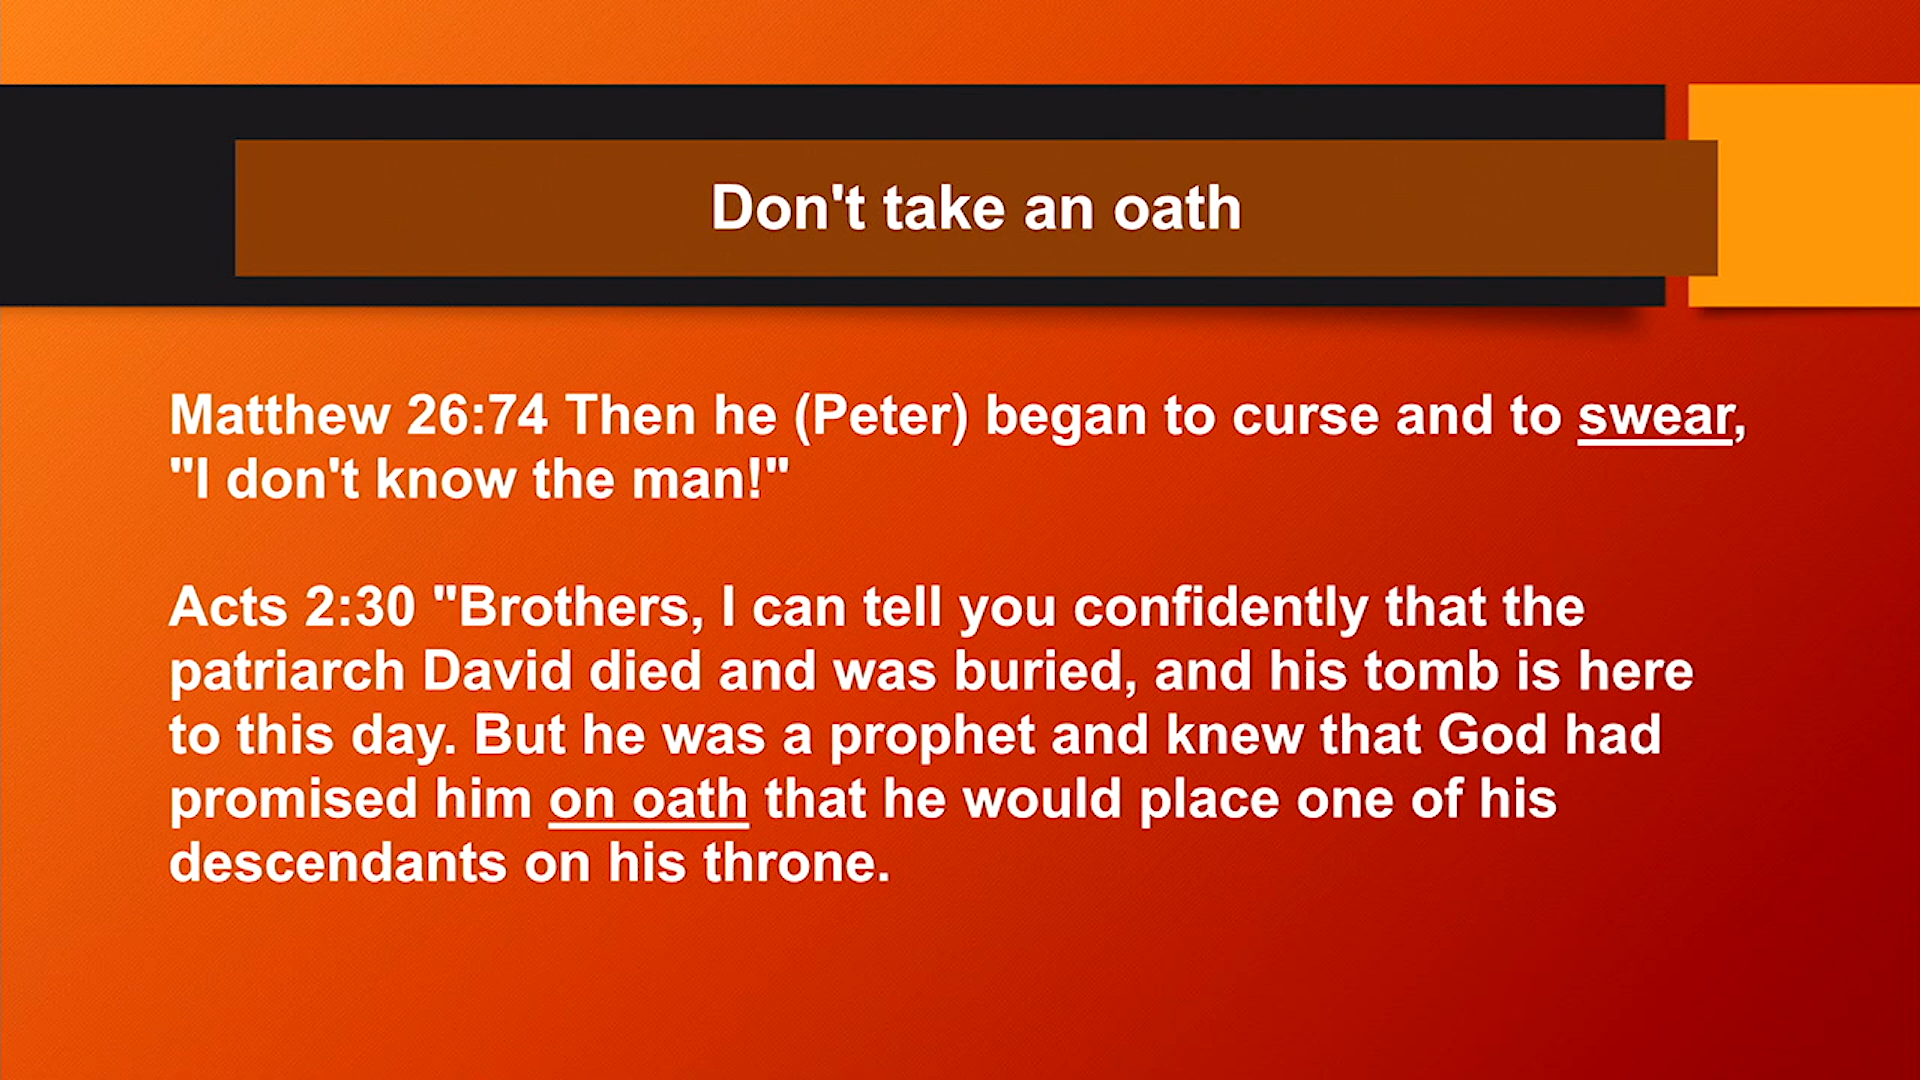 Don't take an oath
Matthew 26:74 Then he (Peter) began to curse and to swear,
"I don't know the man!"
Acts 2:30 "Brothers, I can tell you confidently that the
patriarch David died and was buried, and his tomb is here
to this day. But he was a prophet and knew that God had
promised him on oath that he would place one of his
descendants on his throne.